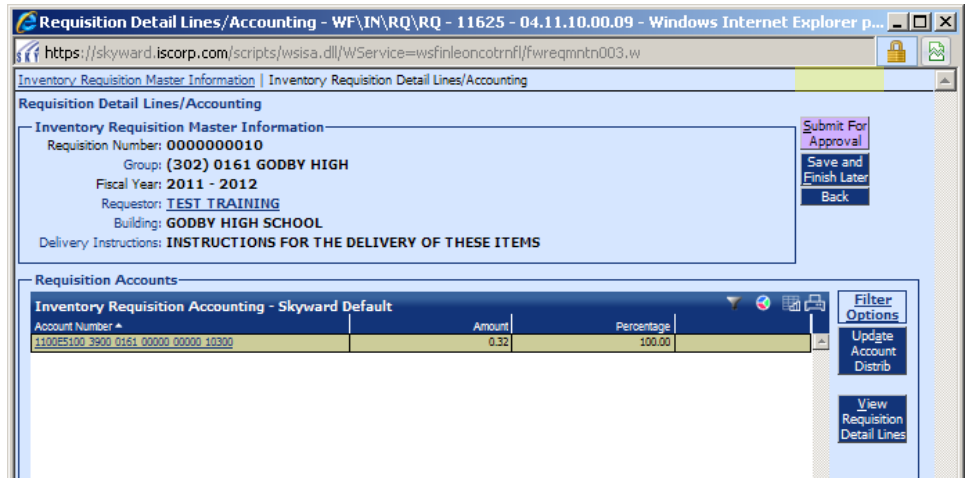 Requisition Detail Lines/Accounting - WF\IN\RQ\RQ - 11625 - 04.11.10.00.09 - Windows Internet Explorer p...
https://skyward.iscorp.com/scripts/wsisa.dll/WService=wsfinleoncotrnfl/fwreqmntn003.w
Inventory Requisition Master Information | Inventory Requisition Detail Lines/Accounting
Requisition Detail Lines/Accounting
Inventory Requisition Master Information
Requisition Number: 0000000010
Group: (302) 0161 GODBY HIGH
Fiscal Year: 2011 - 2012
Requestor: TEST TRAINING
Building: GODBY HIGH SCHOOL
Delivery Instructions: INSTRUCTIONS FOR THE DELIVERY OF THESE ITEMS
Submit For
Approval
Save and
Finish Later
Back
Requisition Accounts
Inventory Requisition Accounting - Skyward Default
Account Number Amount Percentage
1100E5100 3900 0161 00000 00000 10300 0.32 100.00
Filter
Options
Update
Account
Distrib
View
Requisition
Detail Lines